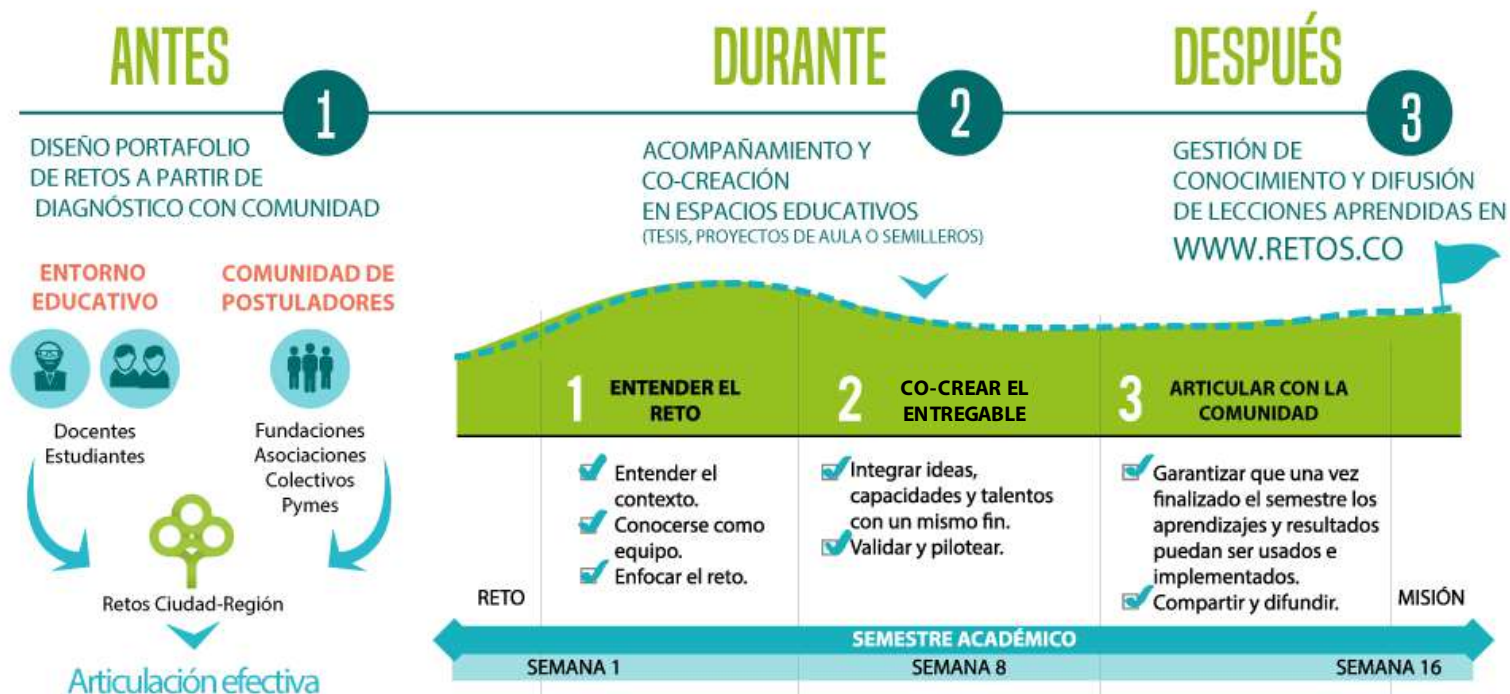 ANTES
1
DISEÑO PORTAFOLIO
DE RETOS A PARTIR DE
DIAGNÓSTICO CON COMUNIDAD
ENTORNO
EDUCATIVO
Docentes
Estudiantes
COMUNIDAD DE
POSTULADORES
Fundaciones
Asociaciones
Colectivos
Pymes
Retos Ciudad-Región
Articulación efectiva
DURANTE
2
ACOMPAÑAMIENTO Y
CO-CREACIÓN
EN ESPACIOS EDUCATIVOS
(TESIS, PROYECTOS DE AULA O SEMILLEROS)
DESPUÉS
3
GESTIÓN DE
CONOCIMIENTO Y DIFUSIÓN
DE LECCIONES APRENDIDAS EN
WWW.RETOS.CO
RETO
1
ENTENDER EL
RETO
Entender el
contexto.
Conocerse como
equipo.
Enfocar el reto.
2
CO-CREAR EL
ENTREGABLE
Integrar ideas,
capacidades y talentos
con un mismo fin.
Validar y pilotear.
3
ARTICULAR CON LA
COMUNIDAD
Garantizar que una vez
finalizado el semestre los
aprendizajes y resultados
puedan ser usados e
implementados.
Compartir y difundir.
MISIÓN
SEMESTRE ACADÉMICO
SEMANA 1
SEMANA 8
SEMANA 16